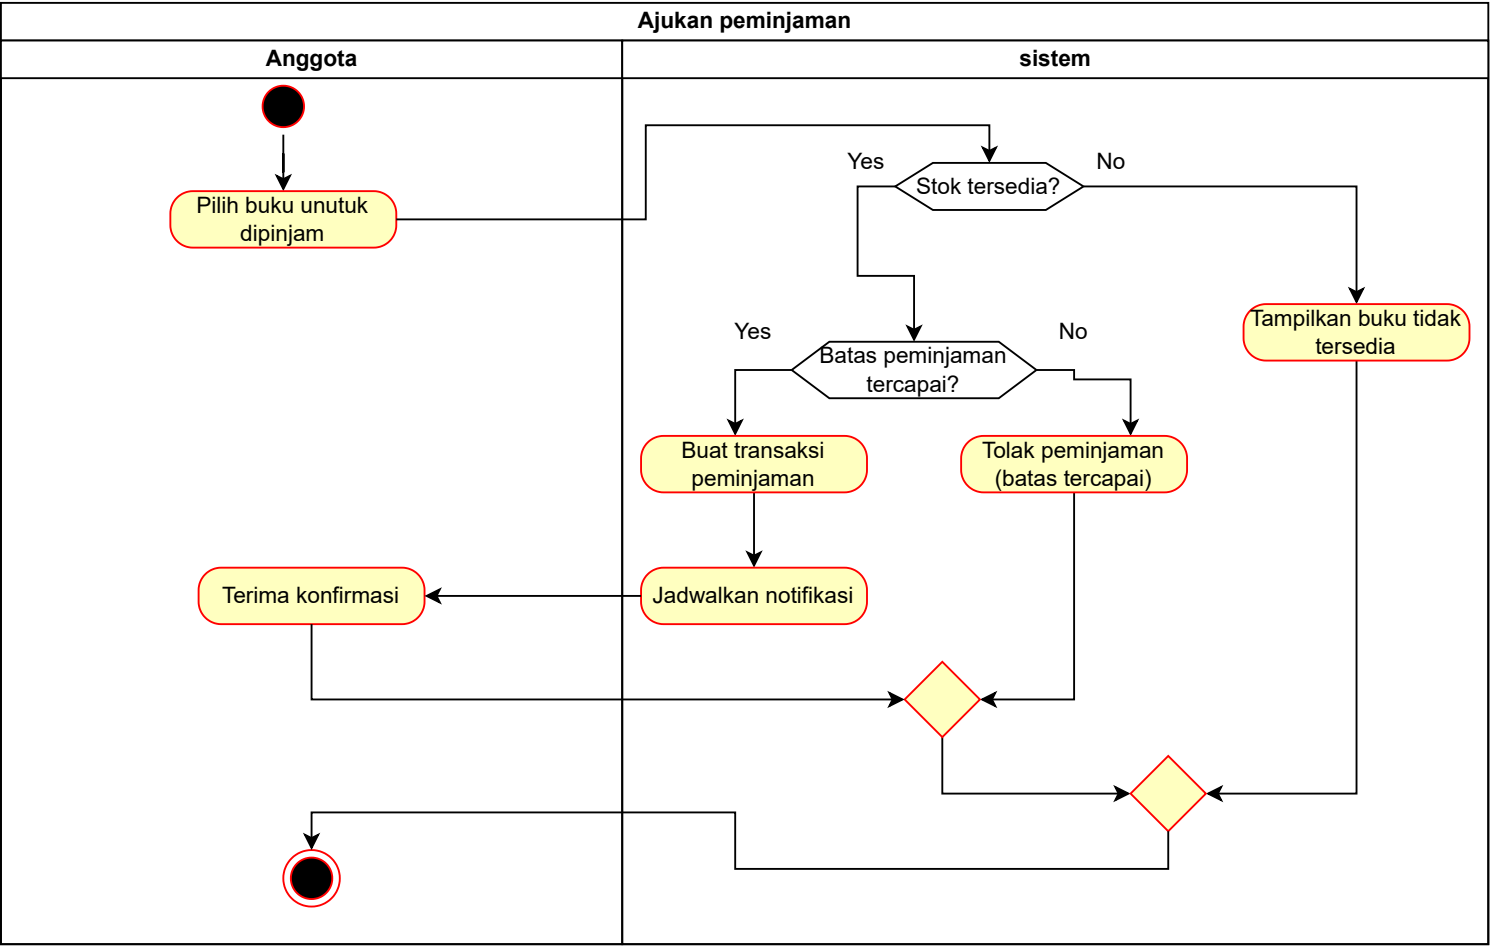 Ajukan peminjaman
Anggota
sistem
Yes
No
Stok tersedia?
Pilih buku unutuk
dipinjam
Tampilkan buku tidak
tersedia
Yes
No
Batas peminjaman
tercapai?
Buat transaksi
peminjaman
Tolak peminjaman
(batas tercapai)
Terima konfirmasi
Jadwalkan notifikasi